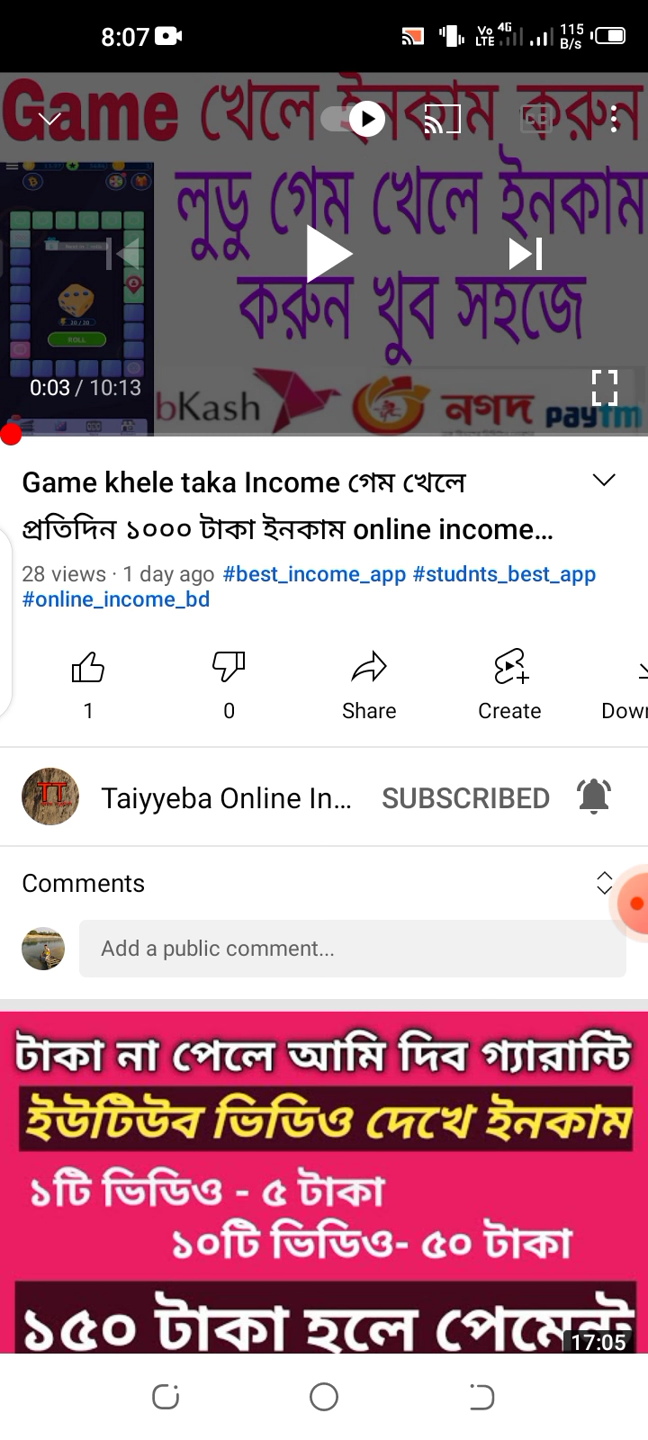 8:07
Vo LTE 4G 115 B/s
Game খেলে ইনকাম করুন
লুডু গেম খেলে ইনকাম
করুন খুব সহজে
ROLL
0:03 / 10:13
bKash নগদ paytm
Game khele taka Income গেম খেলে
প্রতিদিন ১০০০ টাকা ইনকাম online income...
28 views · 1 day ago #best_income_app #studnts_best_app
#online_income_bd
1 0 Share Create Down
Taiyyeba Online In... SUBSCRIBED
Comments
Add a public comment...
টাকা না পেলে আমি দিব গ্যারান্টি
ইউটিউব ভিডিও দেখে ইনকাম
১টি ভিডিও - ৫ টাকা
১০টি ভিডিও- ৫০ টাকা
১৫০ টাকা হলে পেমেন্ট
17:05